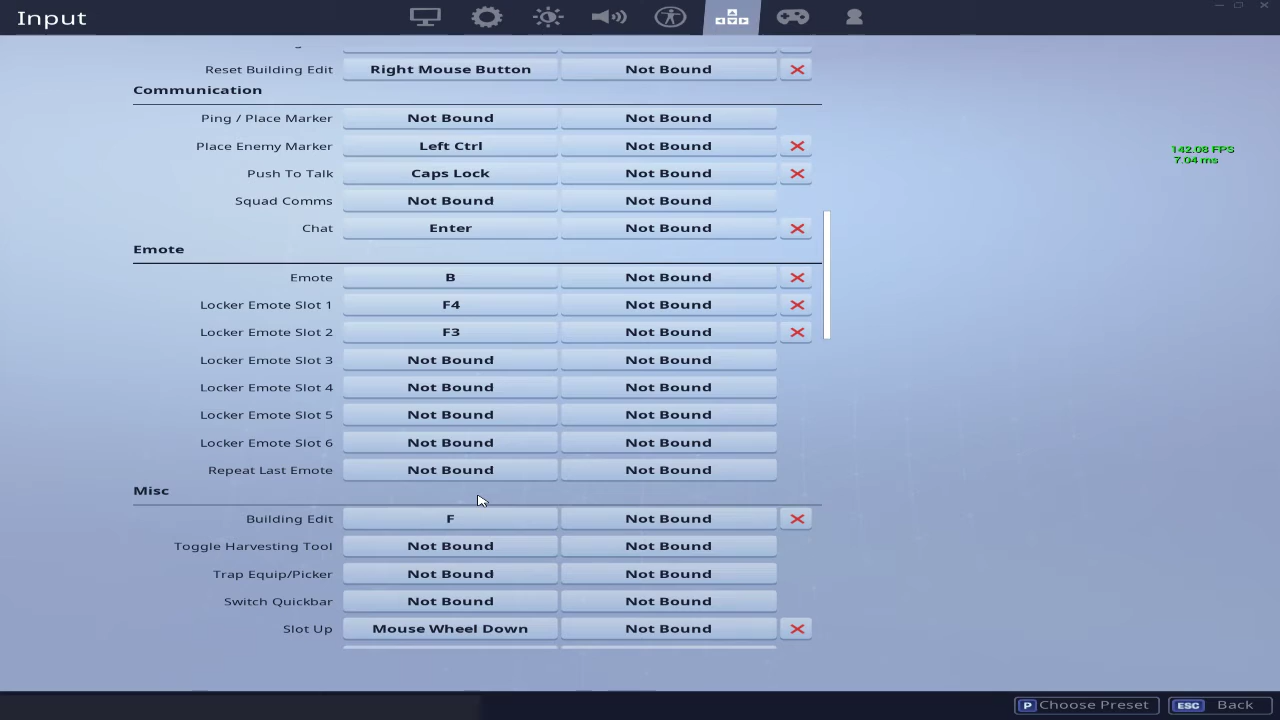 Input
142.08 FPS
7.04 ms
Reset Building Edit Right Mouse Button Not Bound
Communication
Ping / Place Marker Not Bound Not Bound
Place Enemy Marker Left Ctrl Not Bound
Push To Talk Caps Lock Not Bound
Squad Comms Not Bound Not Bound
Chat Enter Not Bound
Emote
Emote B Not Bound
Locker Emote Slot 1 F4 Not Bound
Locker Emote Slot 2 F3 Not Bound
Locker Emote Slot 3 Not Bound Not Bound
Locker Emote Slot 4 Not Bound Not Bound
Locker Emote Slot 5 Not Bound Not Bound
Locker Emote Slot 6 Not Bound Not Bound
Repeat Last Emote Not Bound Not Bound
Misc
Building Edit F Not Bound
Toggle Harvesting Tool Not Bound Not Bound
Trap Equip/Picker Not Bound Not Bound
Switch Quickbar Not Bound Not Bound
Slot Up Mouse Wheel Down Not Bound
P Choose Preset ESC Back